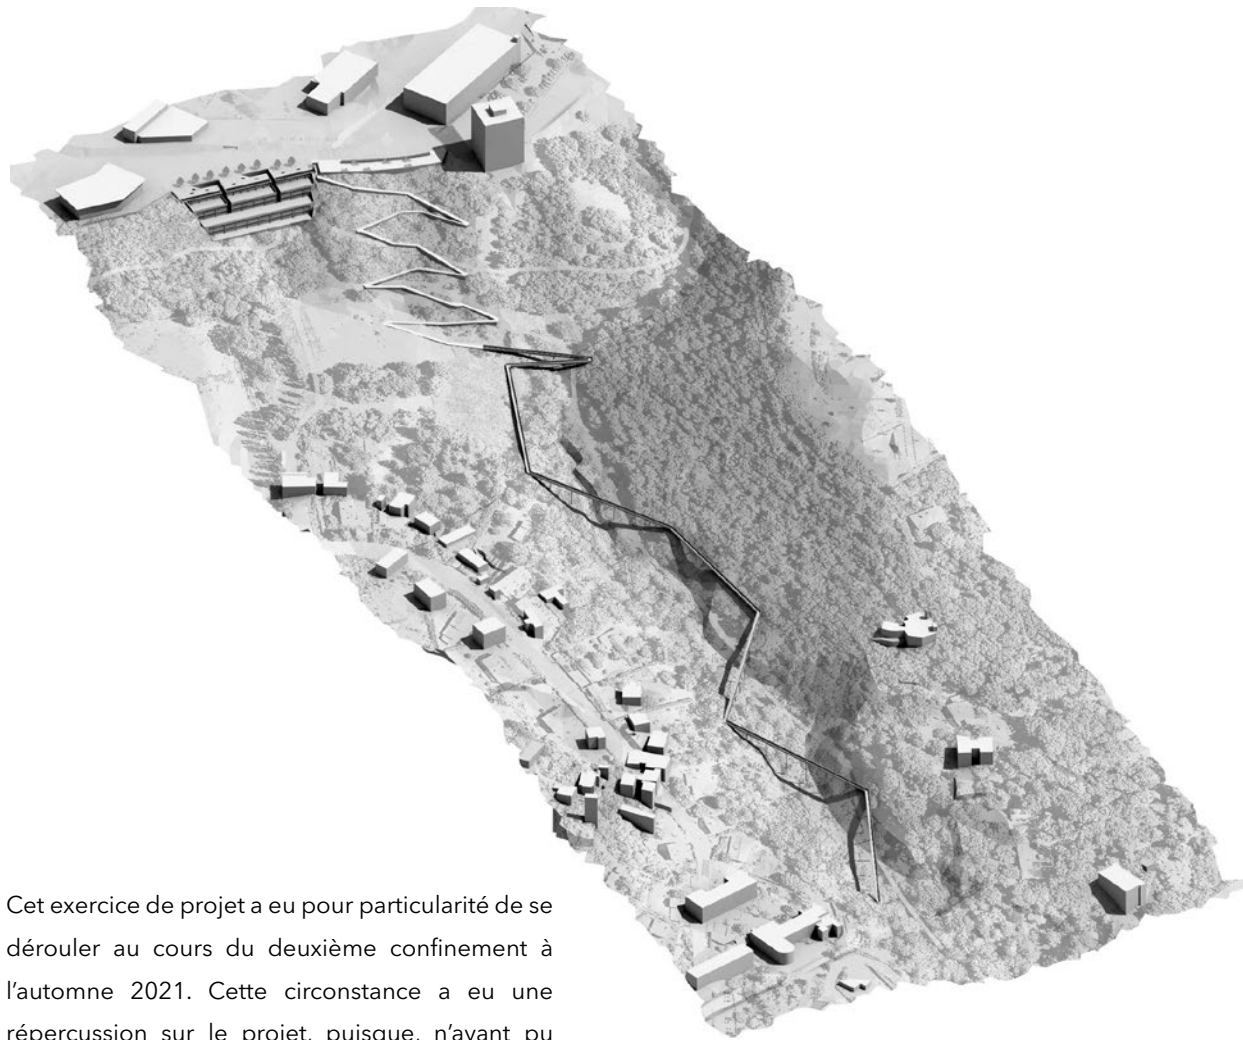 Cet exercice de projet a eu pour particularité de se
dérouler au cours du deuxième confinement à
l'automne 2021. Cette circonstance a eu une
répercussion sur le projet, puisque, n'ayant pu